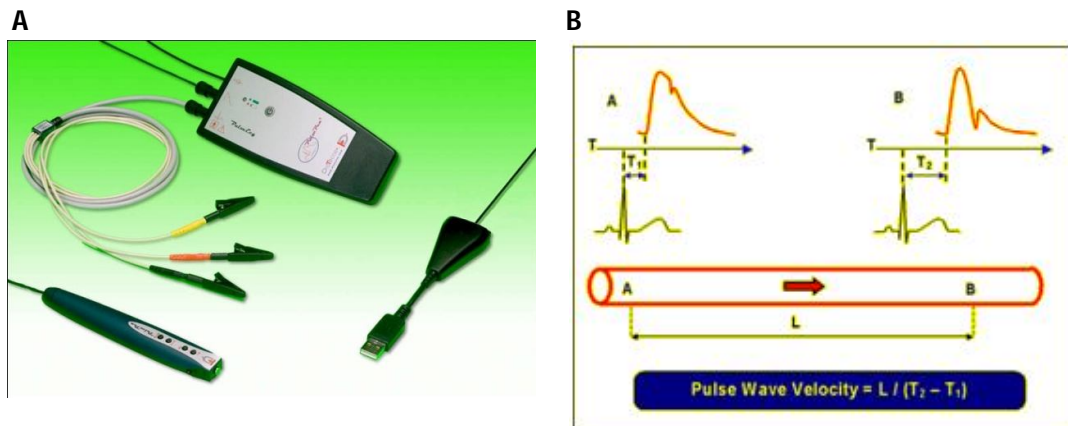 A
B
A
B
T
T₁
T
T₂
A
B
L
Pulse Wave Velocity = L / (T₂ – T₁)